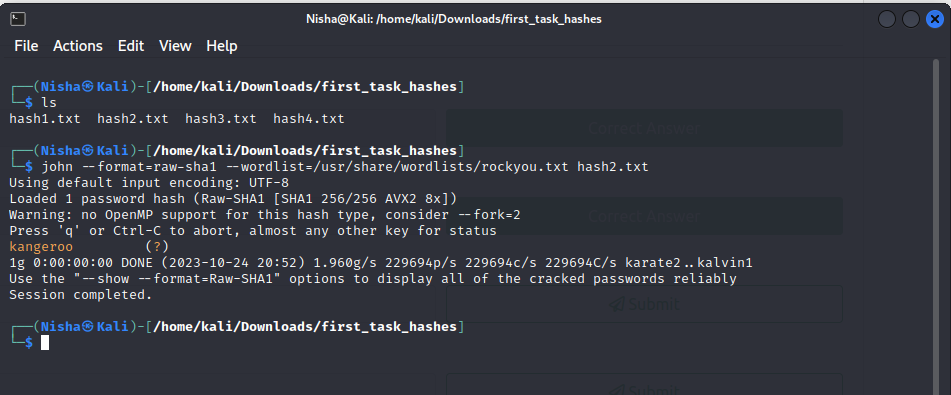 Nisha@Kali: /home/kali/Downloads/first_task_hashes
File Actions Edit View Help
┌──(Nisha㉿Kali)-[/home/kali/Downloads/first_task_hashes]
└─$ ls
hash1.txt hash2.txt hash3.txt hash4.txt
┌──(Nisha㉿Kali)-[/home/kali/Downloads/first_task_hashes]
└─$ john --format=raw-sha1 --wordlist=/usr/share/wordlists/rockyou.txt hash2.txt
Using default input encoding: UTF-8
Loaded 1 password hash (Raw-SHA1 [SHA1 256/256 AVX2 8x])
Warning: no OpenMP support for this hash type, consider --fork=2
Press 'q' or Ctrl-C to abort, almost any other key for status
kangeroo (?)
1g 0:00:00:00 DONE (2023-10-24 20:52) 1.960g/s 229694p/s 229694c/s 229694C/s karate2..kalvin1
Use the "--show --format=Raw-SHA1" options to display all of the cracked passwords reliably
Session completed.
┌──(Nisha㉿Kali)-[/home/kali/Downloads/first_task_hashes]
└─$
Correct Answer
Submit
Submit